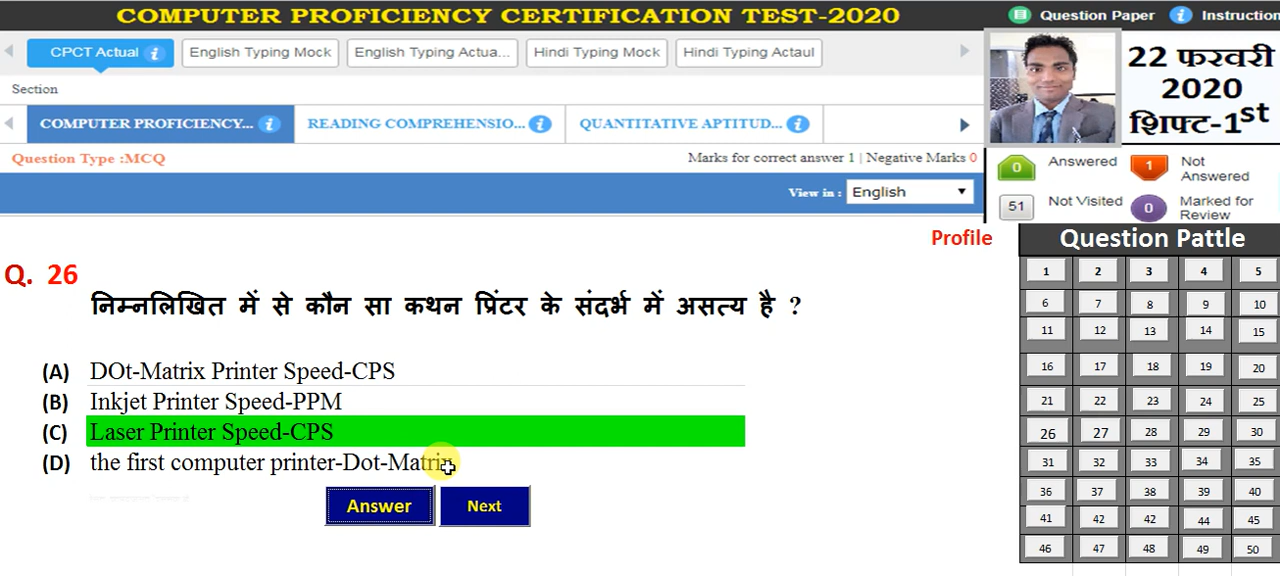 COMPUTER PROFICIENCY CERTIFICATION TEST-2020
Question Paper
Instruction
CPCT Actual
English Typing Mock
English Typing Actua...
Hindi Typing Mock
Hindi Typing Actaul
22 फरवरी
2020
शिफ्ट-1st
Section
COMPUTER PROFICIENCY...
READING COMPREHENSIO...
QUANTITATIVE APTITUD...
Question Type :MCQ
Marks for correct answer 1 | Negative Marks 0
View in :
English
0
Answered
1
Not
Answered
51
Not Visited
0
Marked for
Review
Profile
Question Pattle
Q. 26
निम्नलिखित में से कौन सा कथन प्रिंटर के संदर्भ में असत्य है ?
(A) DOt-Matrix Printer Speed-CPS
(B) Inkjet Printer Speed-PPM
(C) Laser Printer Speed-CPS
(D) the first computer printer-Dot-Matrix
Answer
Next
1 2 3 4 5
6 7 8 9 10
11 12 13 14 15
16 17 18 19 20
21 22 23 24 25
26 27 28 29 30
31 32 33 34 35
36 37 38 39 40
41 42 42 44 45
46 47 48 49 50